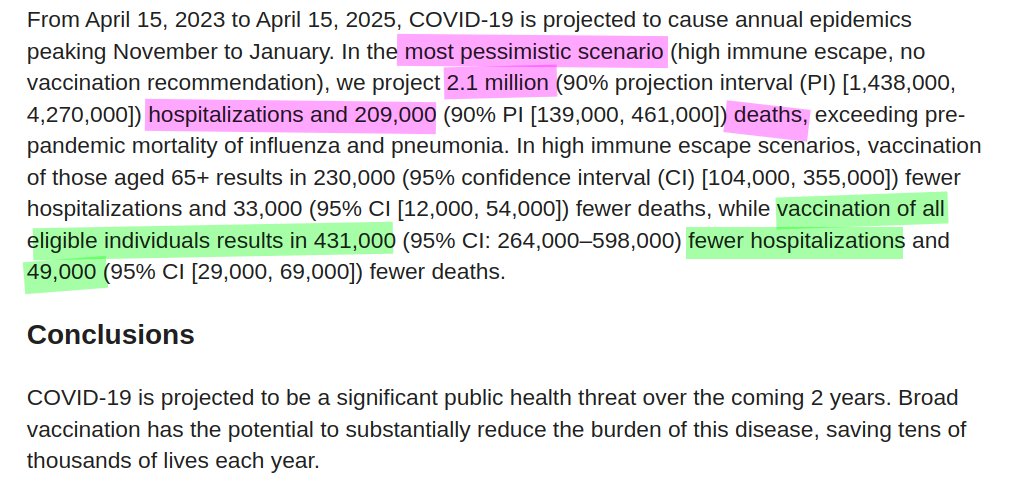 From April 15, 2023 to April 15, 2025, COVID-19 is projected to cause annual epidemics
peaking November to January. In the most pessimistic scenario (high immune escape, no
vaccination recommendation), we project 2.1 million (90% projection interval (PI) [1,438,000,
4,270,000]) hospitalizations and 209,000 (90% PI [139,000, 461,000]) deaths, exceeding pre-
pandemic mortality of influenza and pneumonia. In high immune escape scenarios, vaccination
of those aged 65+ results in 230,000 (95% confidence interval (CI) [104,000, 355,000]) fewer
hospitalizations and 33,000 (95% CI [12,000, 54,000]) fewer deaths, while vaccination of all
eligible individuals results in 431,000 (95% CI: 264,000–598,000) fewer hospitalizations and
49,000 (95% CI [29,000, 69,000]) fewer deaths.
Conclusions
COVID-19 is projected to be a significant public health threat over the coming 2 years. Broad
vaccination has the potential to substantially reduce the burden of this disease, saving tens of
thousands of lives each year.